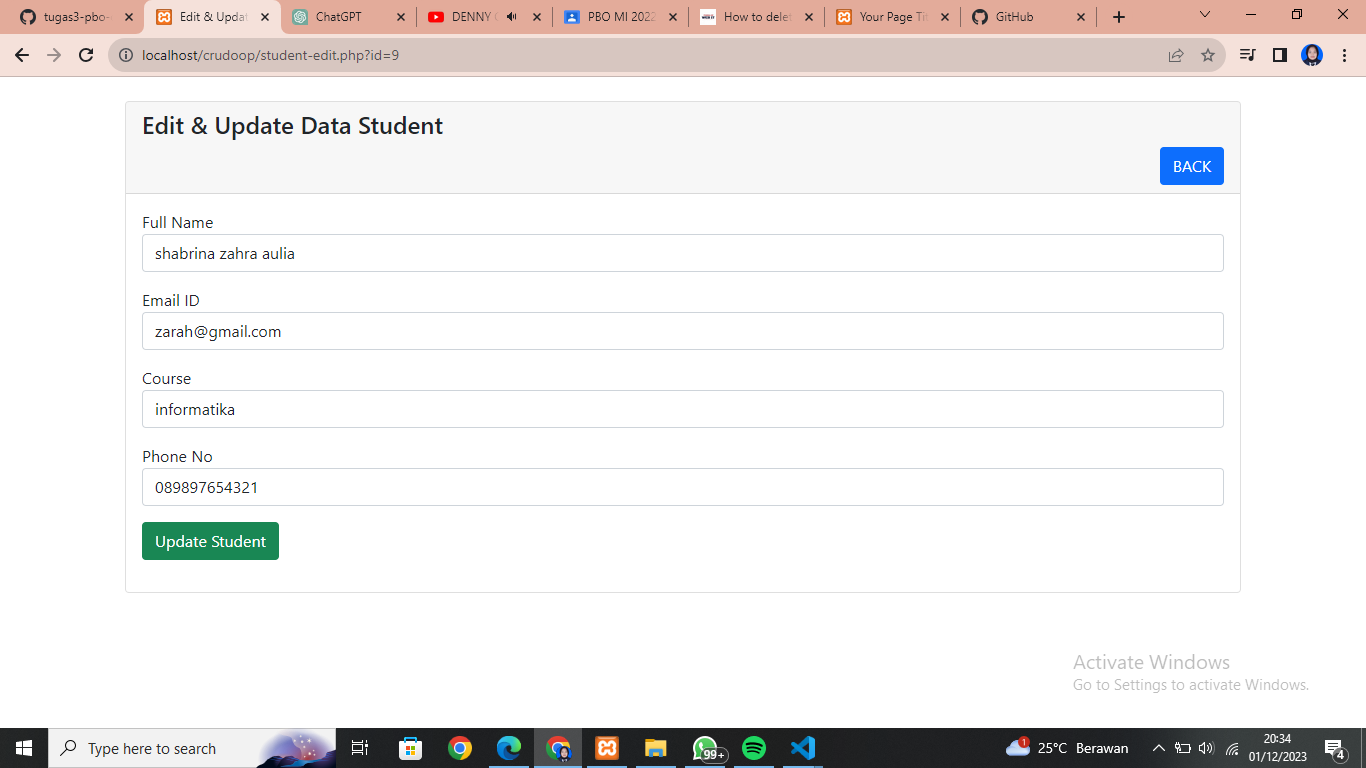 tugas3-pbo-
Edit & Updat
ChatGPT
DENNY
PBO MI 2022
How to delet
Your Page Tit
GitHub
localhost/crudoop/student-edit.php?id=9
Edit & Update Data Student
BACK
Full Name
shabrina zahra aulia
Email ID
zarah@gmail.com
Course
informatika
Phone No
089897654321
Update Student
Activate Windows
Go to Settings to activate Windows.
Type here to search
99+
1
25°C Berawan
20:34
01/12/2023
4